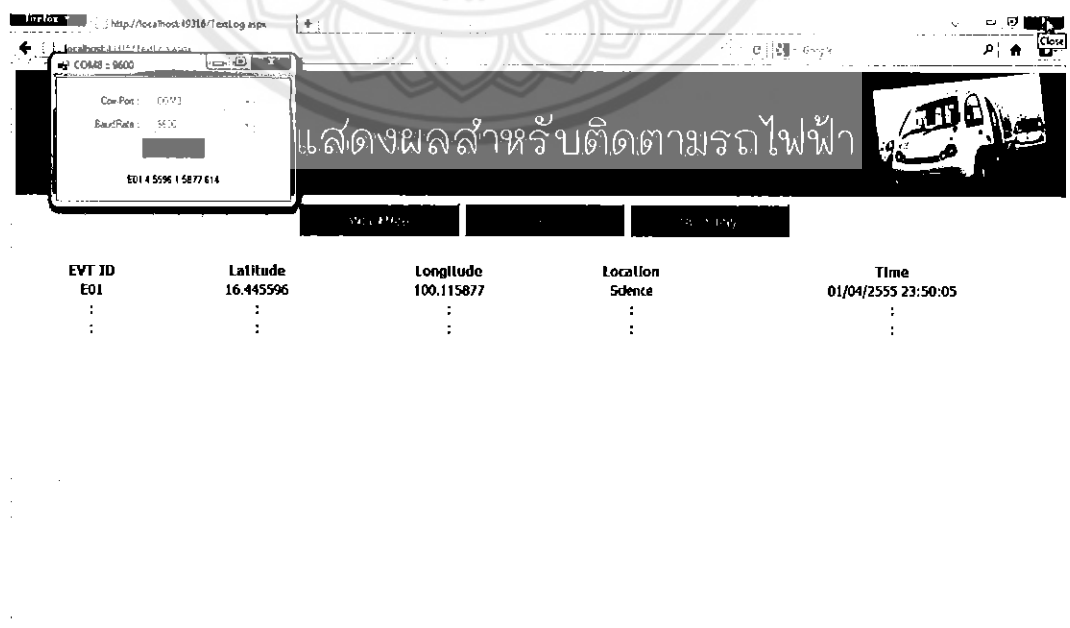 Firefox
http://localhost:49316/TextLog.aspx
Google
Close
COM8 : 9600
Com Port :
BaudRate : 9600
E01 4 5596 1 5877 614
แสดงผลสำหรับติดตามรถไฟฟ้า
EVT ID Latitude Longitude Location Time
E01 16.445596 100.115877 Science 01/04/2555 23:50:05
: : : : :
: : : : :